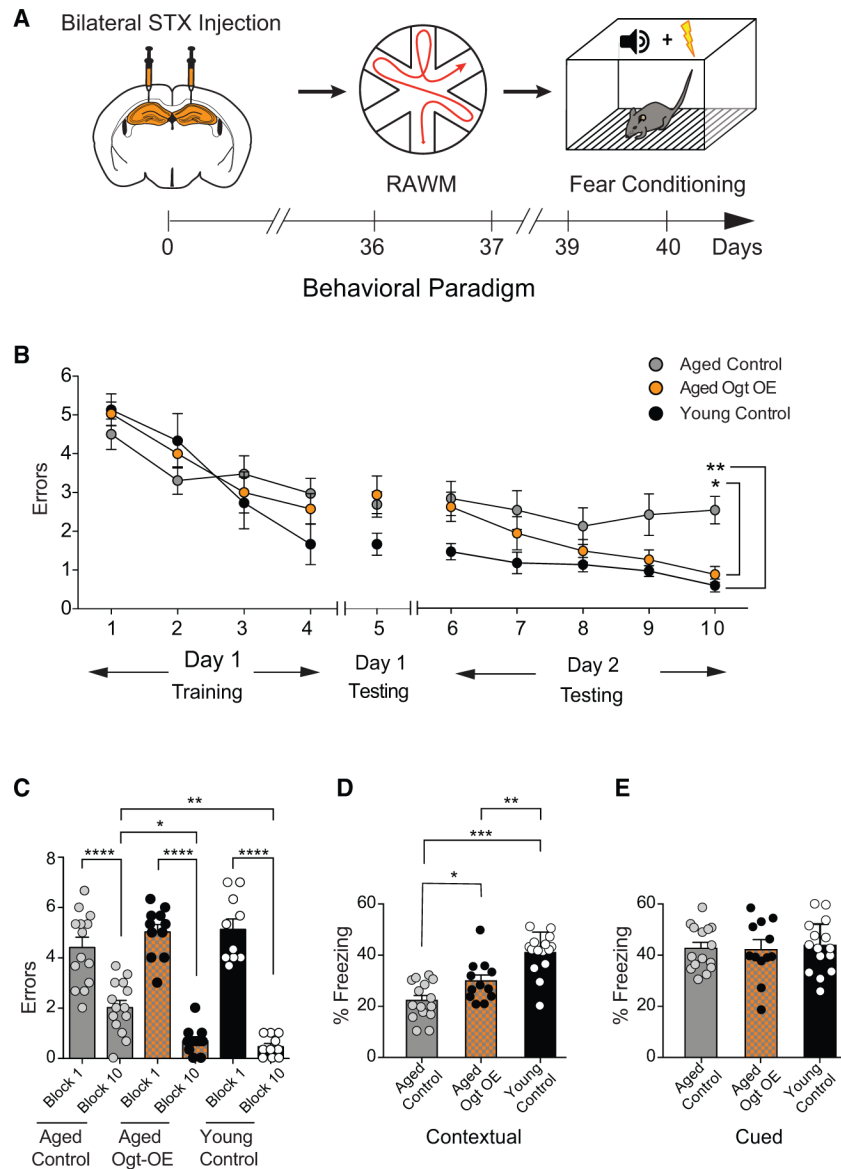 A
Bilateral STX Injection
+
RAWM
Fear Conditioning
0 36 37 39 40 Days
Behavioral Paradigm
B
Aged Control
Aged Ogt OE
Young Control
Errors
6
5
4
3
2
1
0
**
*
1 2 3 4 5 6 7 8 9 10
Day 1 Training
Day 1 Testing
Day 2 Testing
C
Errors
8
6
4
2
0
**
*
**** **** ****
Block 1 Block 10 Block 1 Block 10 Block 1 Block 10
Aged Control
Aged Ogt-OE
Young Control
D
% Freezing
60
40
20
0
**
***
*
Aged Control
Aged Ogt OE
Young Control
Contextual
E
% Freezing
60
40
20
0
Aged Control
Aged Ogt OE
Young Control
Cued